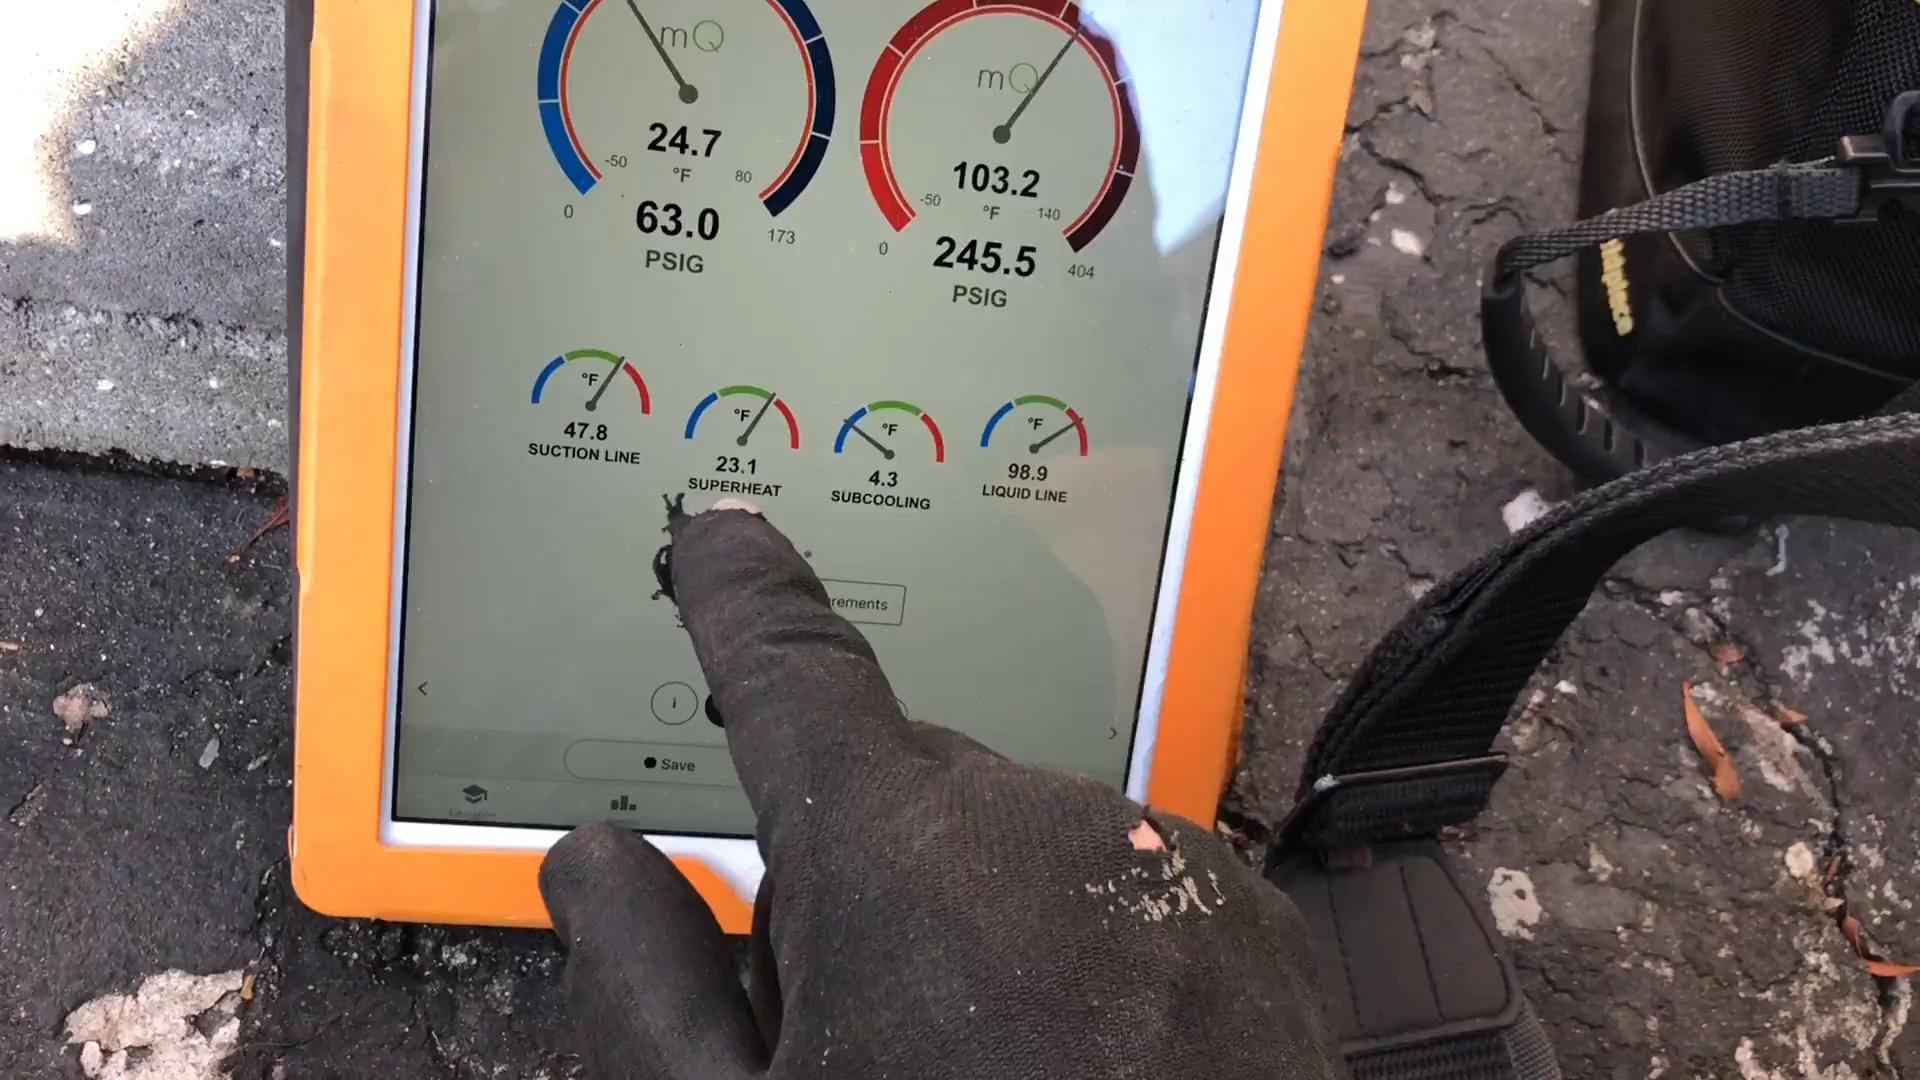 mQ
24.7
-50
°F
80
63.0
0
173
PSIG
mQ
103.2
-50
°F
140
245.5
0
404
PSIG
°F
47.8
SUCTION LINE
°F
23.1
SUPERHEAT
°F
4.3
SUBCOOLING
°F
98.9
LIQUID LINE
rements
<
i
>
Save